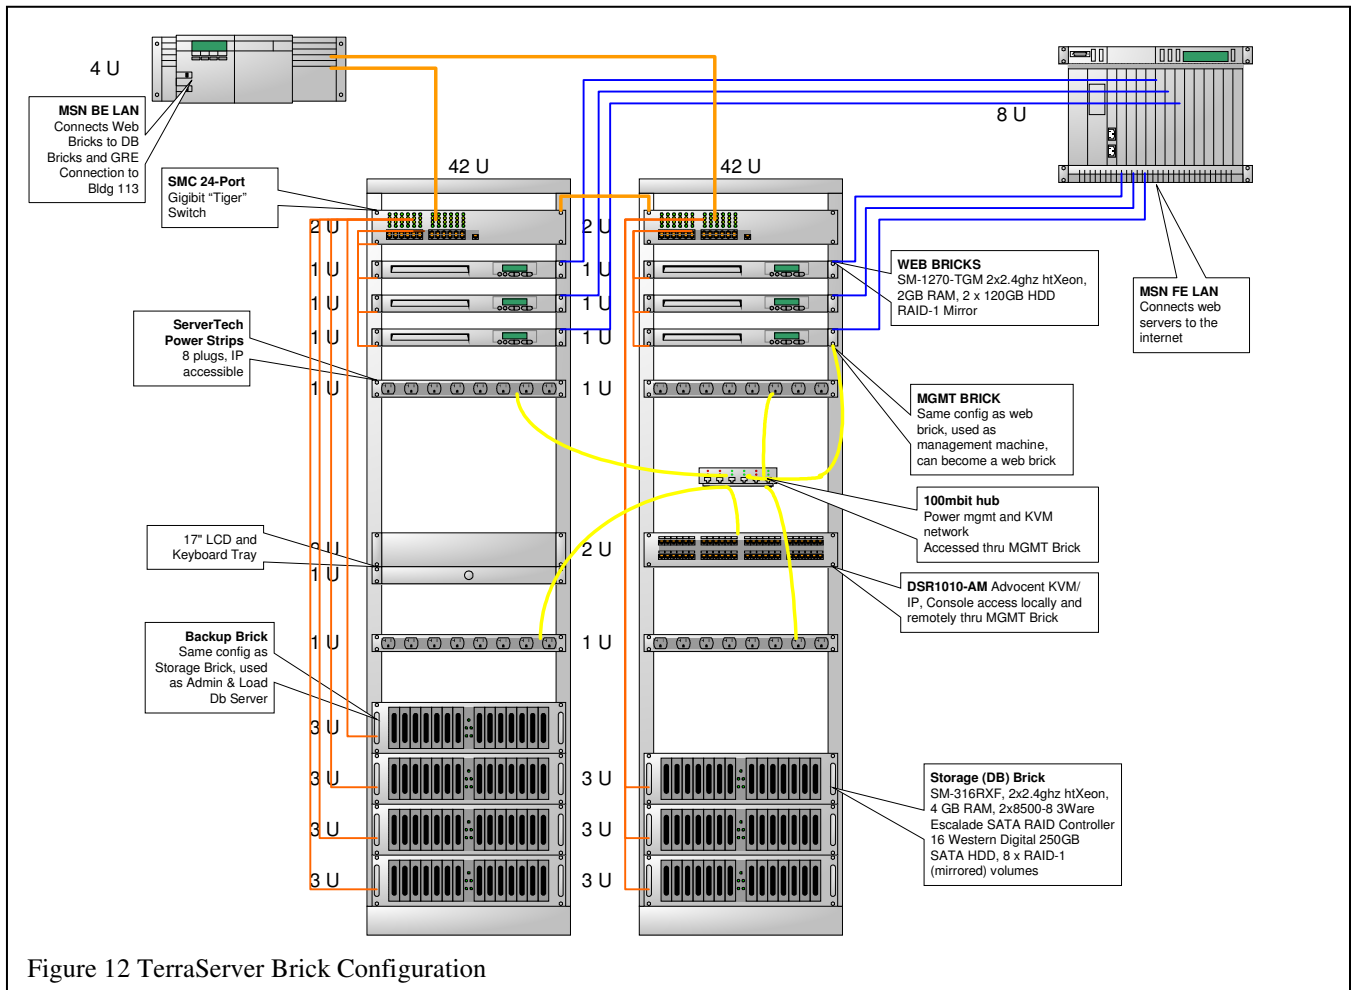 4 U
MSN BE LAN
Connects Web
Bricks to DB
Bricks and GRE
Connection to
Bldg 113
8 U
MSN FE LAN
Connects web
servers to the
internet
SMC 24-Port
Gigibit “Tiger”
Switch
42 U
42 U
2 U
2 U
1 U
1 U
1 U
1 U
1 U
1 U
WEB BRICKS
SM-1270-TGM 2x2.4ghz htXeon,
2GB RAM, 2 x 120GB HDD
RAID-1 Mirror
ServerTech
Power Strips
8 plugs, IP
accessible
1 U
1 U
MGMT BRICK
Same config as web
brick, used as
management machine,
can become a web brick
100mbit hub
Power mgmt and KVM
network
Accessed thru MGMT Brick
17" LCD and
Keyboard Tray
2 U
1 U
2 U
DSR1010-AM Advocent KVM/
IP, Console access locally and
remotely thru MGMT Brick
1 U
1 U
Backup Brick
Same config as
Storage Brick, used
as Admin & Load
Db Server
3 U
3 U
3 U
3 U
3 U
3 U
3 U
Storage (DB) Brick
SM-316RXF, 2x2.4ghz htXeon,
4 GB RAM, 2x8500-8 3Ware
Escalade SATA RAID Controller
16 Western Digital 250GB
SATA HDD, 8 x RAID-1
(mirrored) volumes
Figure 12 TerraServer Brick Configuration